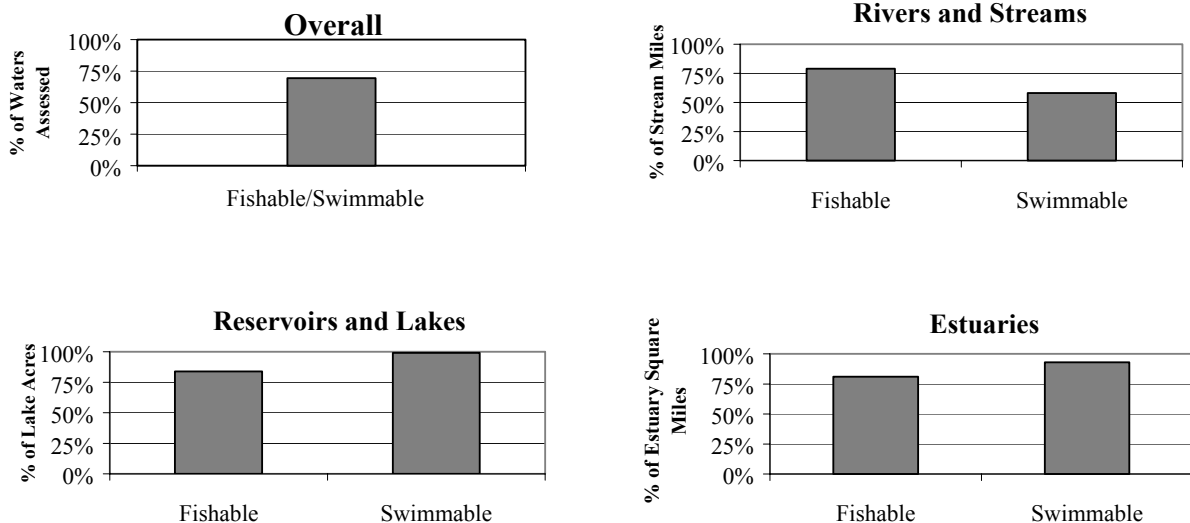 Overall
% of Waters
Assessed
100%
75%
50%
25%
0%
Fishable/Swimmable
Rivers and Streams
% of Stream Miles
100%
75%
50%
25%
0%
Fishable
Swimmable
Reservoirs and Lakes
% of Lake Acres
100%
75%
50%
25%
0%
Fishable
Swimmable
Estuaries
% of Estuary Square
Miles
100%
75%
50%
25%
0%
Fishable
Swimmable